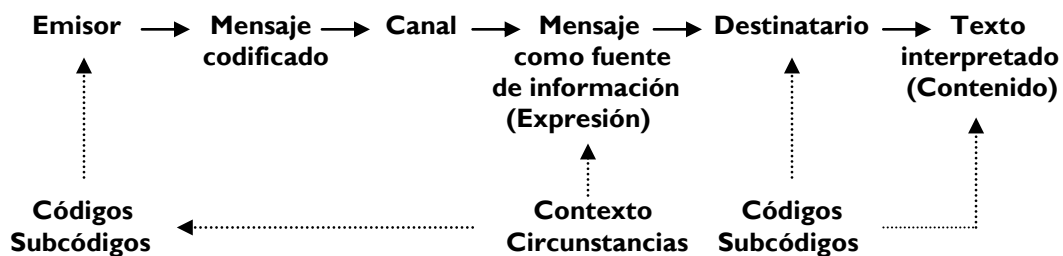 Emisor
Mensaje
codificado
Canal
Mensaje
como fuente
de información
(Expresión)
Destinatario
Texto
interpretado
(Contenido)
Códigos
Subcódigos
Contexto
Circunstancias
Códigos
Subcódigos